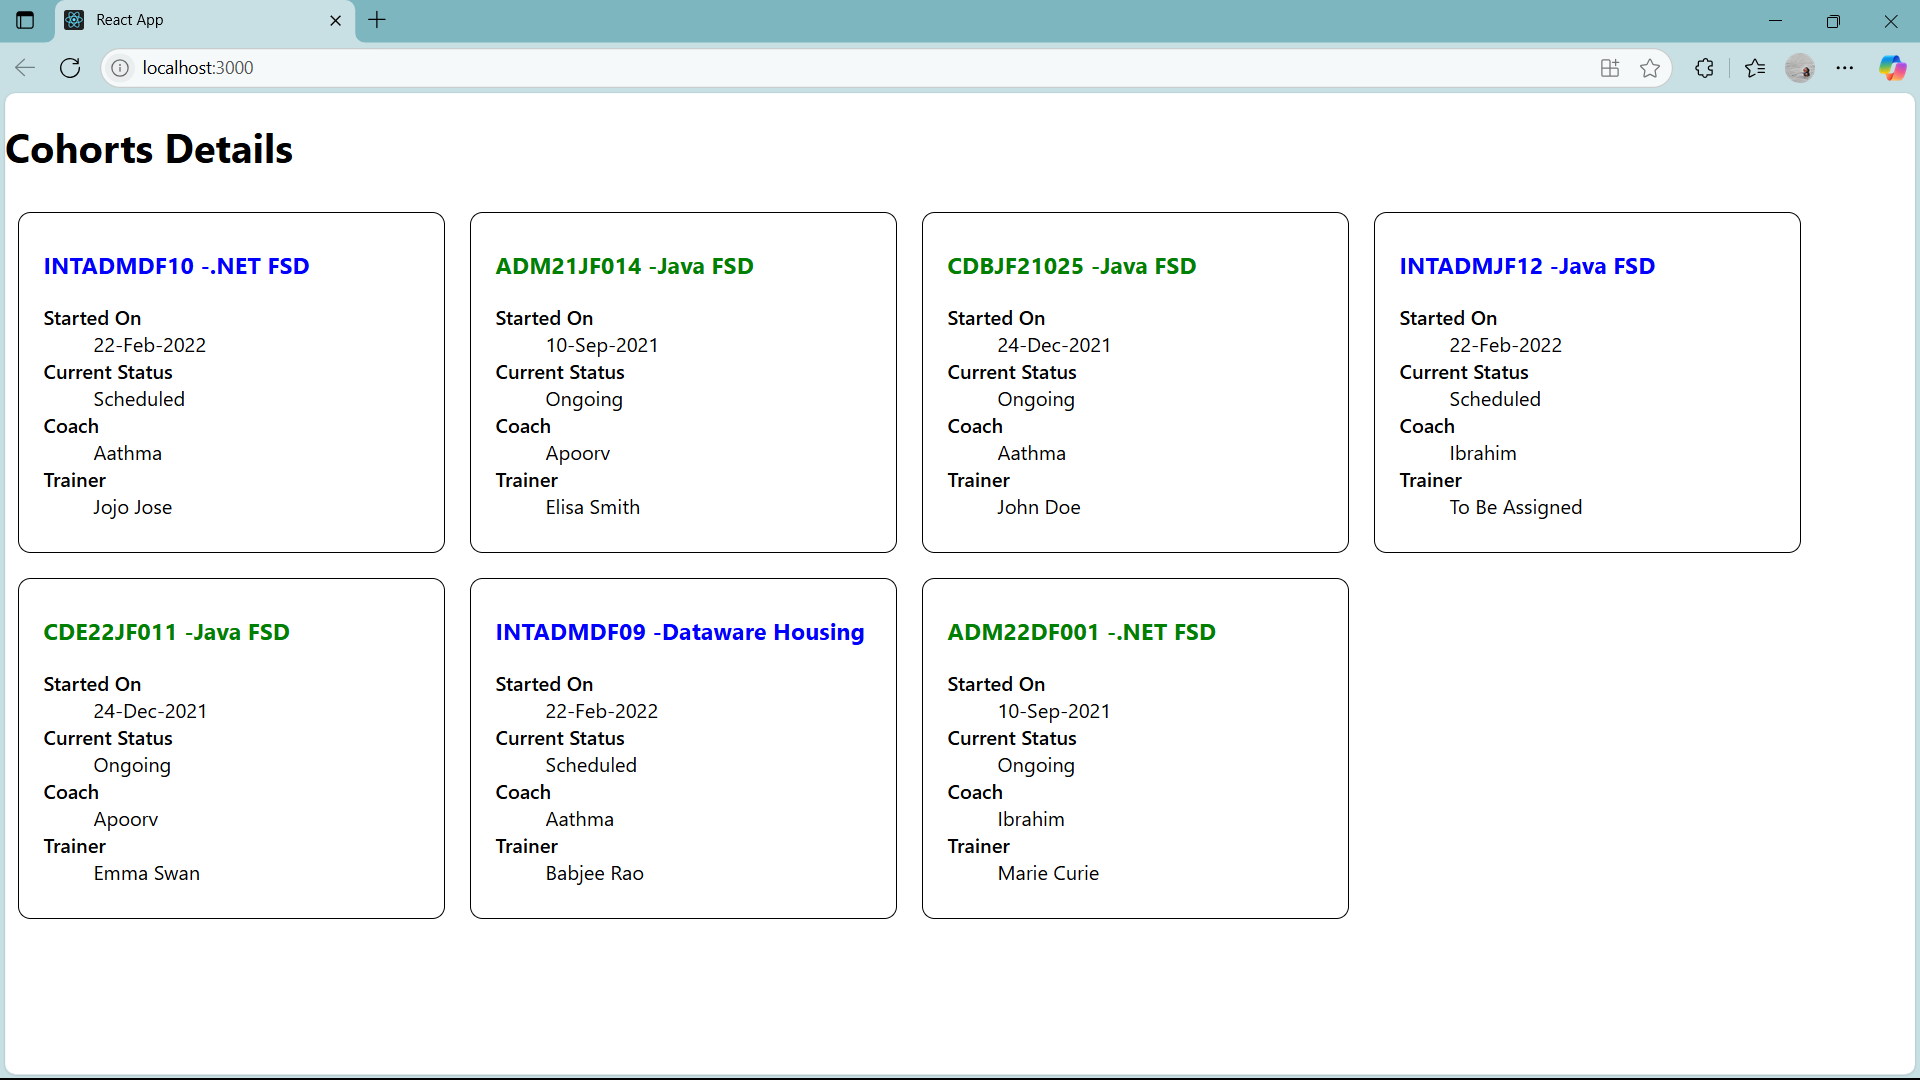 React App
localhost:3000
Cohorts Details
INTADMDF10 -.NET FSD
Started On
22-Feb-2022
Current Status
Scheduled
Coach
Aathma
Trainer
Jojo Jose
ADM21JF014 -Java FSD
Started On
10-Sep-2021
Current Status
Ongoing
Coach
Apoorv
Trainer
Elisa Smith
CDBJF21025 -Java FSD
Started On
24-Dec-2021
Current Status
Ongoing
Coach
Aathma
Trainer
John Doe
INTADMJF12 -Java FSD
Started On
22-Feb-2022
Current Status
Scheduled
Coach
Ibrahim
Trainer
To Be Assigned
CDE22JF011 -Java FSD
Started On
24-Dec-2021
Current Status
Ongoing
Coach
Apoorv
Trainer
Emma Swan
INTADMDF09 -Dataware Housing
Started On
22-Feb-2022
Current Status
Scheduled
Coach
Aathma
Trainer
Babjee Rao
ADM22DF001 -.NET FSD
Started On
10-Sep-2021
Current Status
Ongoing
Coach
Ibrahim
Trainer
Marie Curie